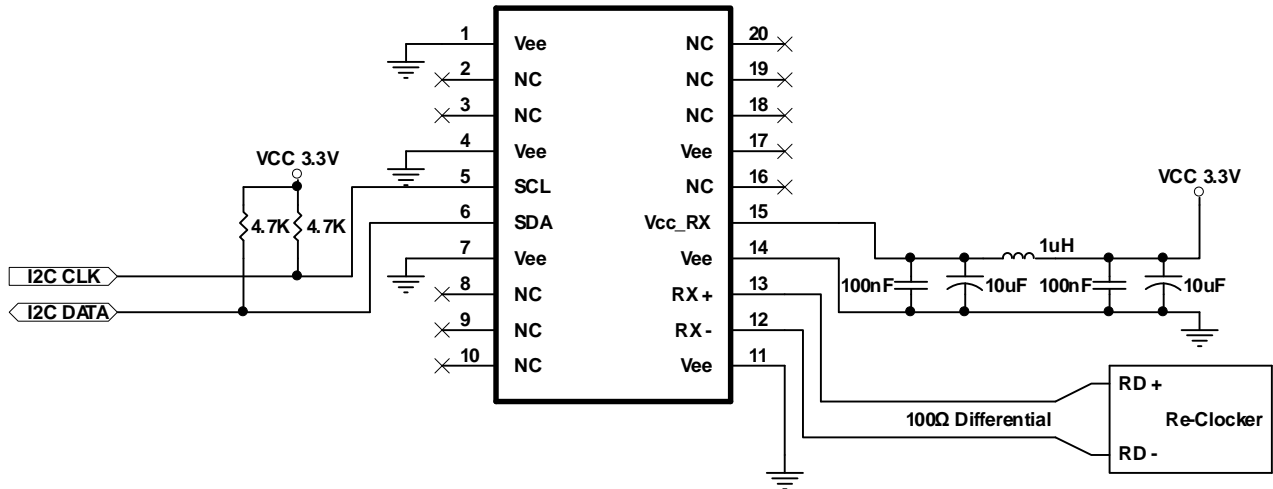 1 Vee NC 20
2 NC NC 19
3 NC NC 18
4 Vee Vee 17
VCC 3.3V
5 SCL NC 16
VCC 3.3V
4.7K 4.7K
6 SDA Vcc_RX 15
1uH
7 Vee Vee 14
I2C CLK
100nF 10uF 100nF 10uF
8 NC RX+ 13
I2C DATA
9 NC RX- 12
10 NC Vee 11
RD +
100Ω Differential
Re-Clocker
RD -